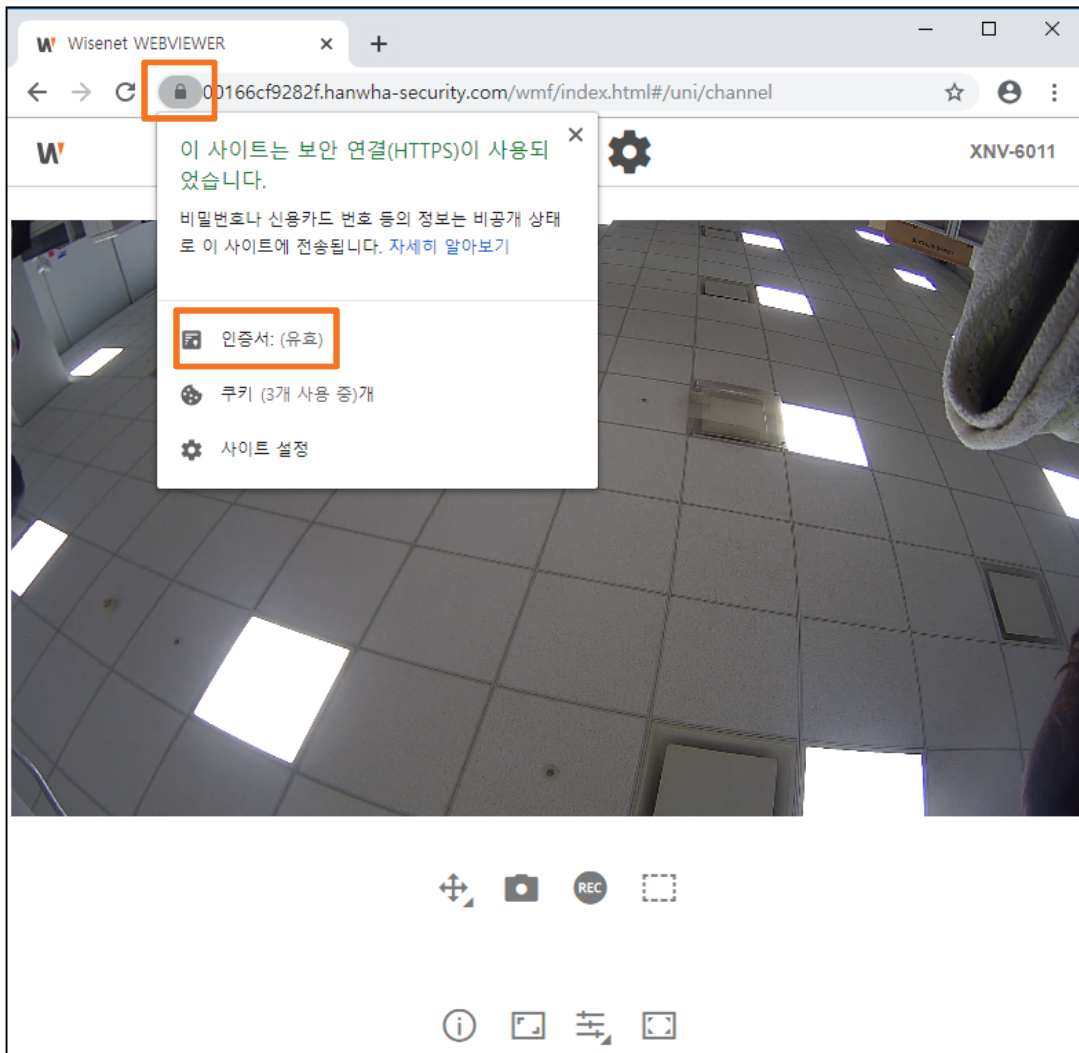 Wisenet WEBVIEWER
00166cf9282f.hanwha-security.com/wmf/index.html#/uni/channel
XNV-6011
이 사이트는 보안 연결(HTTPS)이 사용되
었습니다.
비밀번호나 신용카드 번호 등의 정보는 비공개 상태
로 이 사이트에 전송됩니다. 자세히 알아보기
인증서: (유효)
쿠키 (3개 사용 중)개
사이트 설정
REC